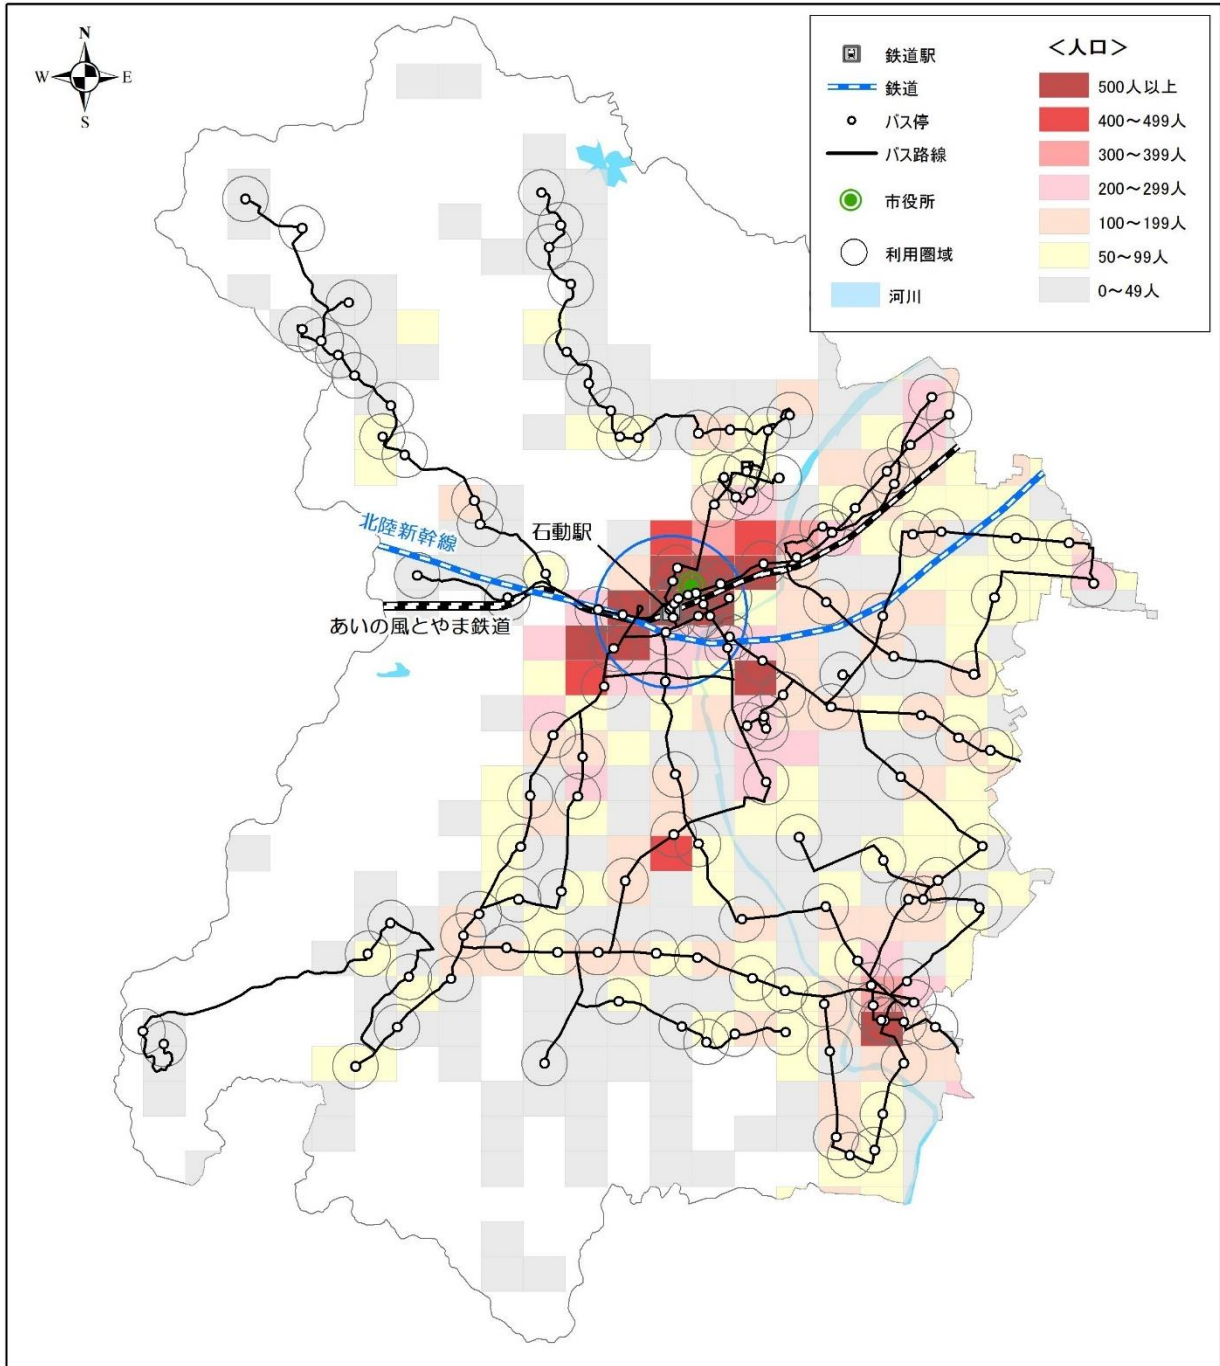 N
W
E
S
鉄道駅
鉄道
バス停
バス路線
市役所
利用圏域
河川
＜人口＞
500人以上
400～499人
300～399人
200～299人
100～199人
50～99人
0～49人
北陸新幹線
石動駅
あいの風とやま鉄道